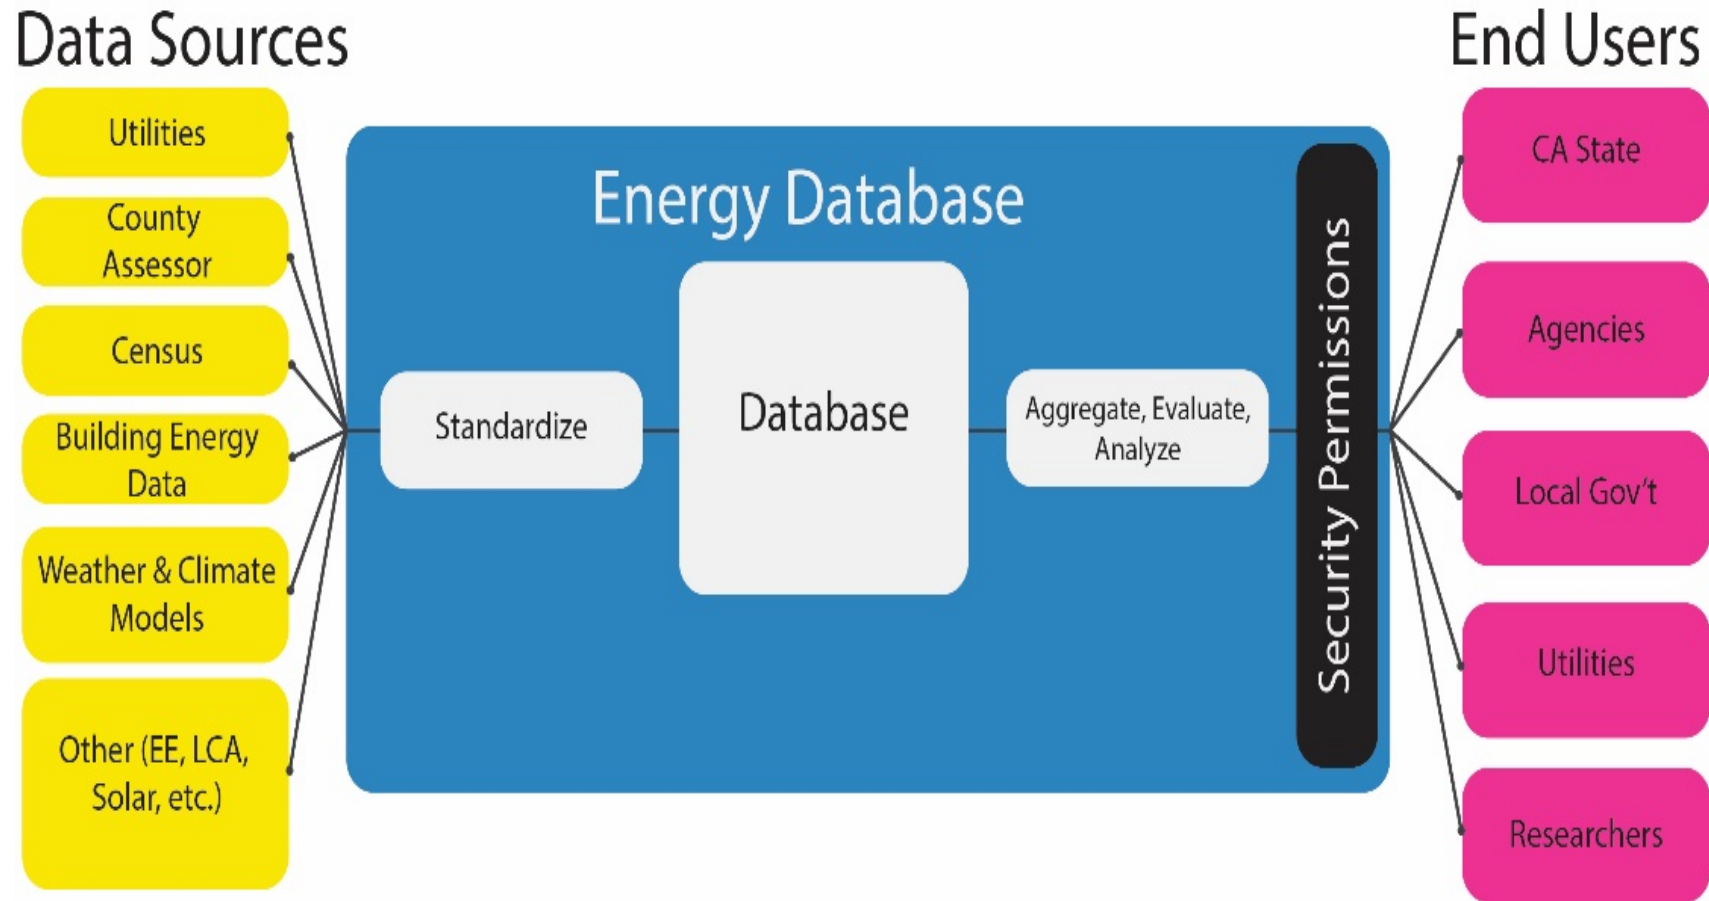 Data Sources
Utilities
County
Assessor
Census
Building Energy
Data
Weather & Climate
Models
Other (EE, LCA,
Solar, etc.)
Energy Database
Standardize
Database
Aggregate, Evaluate,
Analyze
Security Permissions
End Users
CA State
Agencies
Local Gov’t
Utilities
Researchers